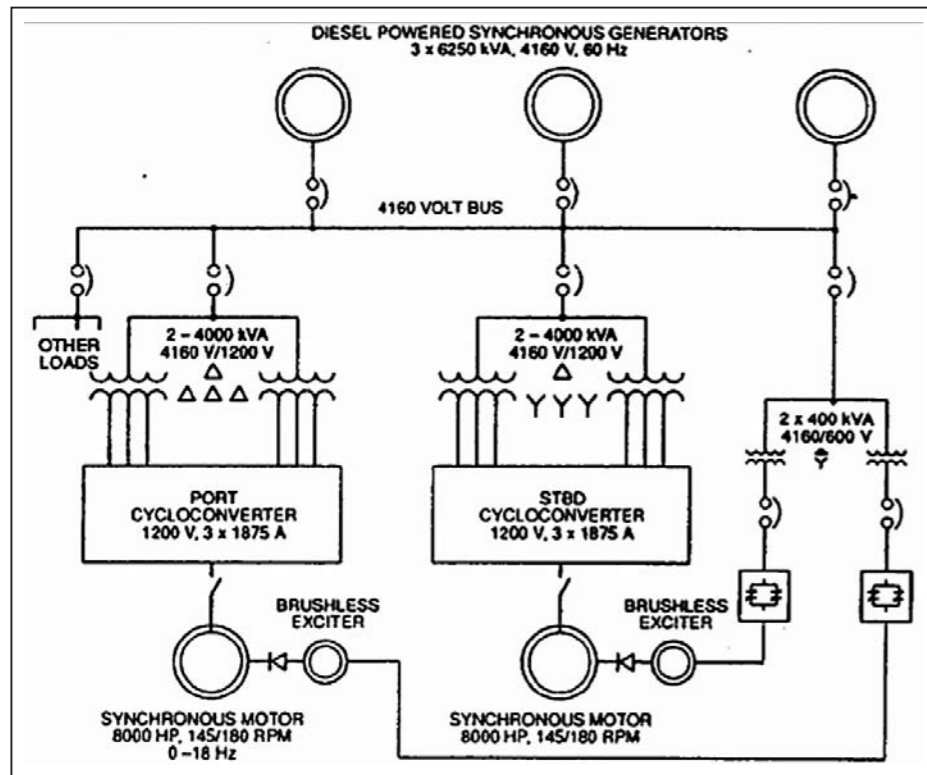 DIESEL POWERED SYNCHRONOUS GENERATORS
3 x 6250 kVA, 4160 V, 60 Hz
4160 VOLT BUS
OTHER
LOADS
2 – 4000 kVA
4160 V/1200 V
2 – 4000 kVA
4160 V/1200 V
2 x 400 kVA
4160/600 V
PORT
CYCLOCONVERTER
1200 V, 3 x 1875 A
STBD
CYCLOCONVERTER
1200 V, 3 x 1875 A
BRUSHLESS
EXCITER
BRUSHLESS
EXCITER
SYNCHRONOUS MOTOR
8000 HP, 145/180 RPM
0 –18 Hz
SYNCHRONOUS MOTOR
8000 HP, 145/180 RPM